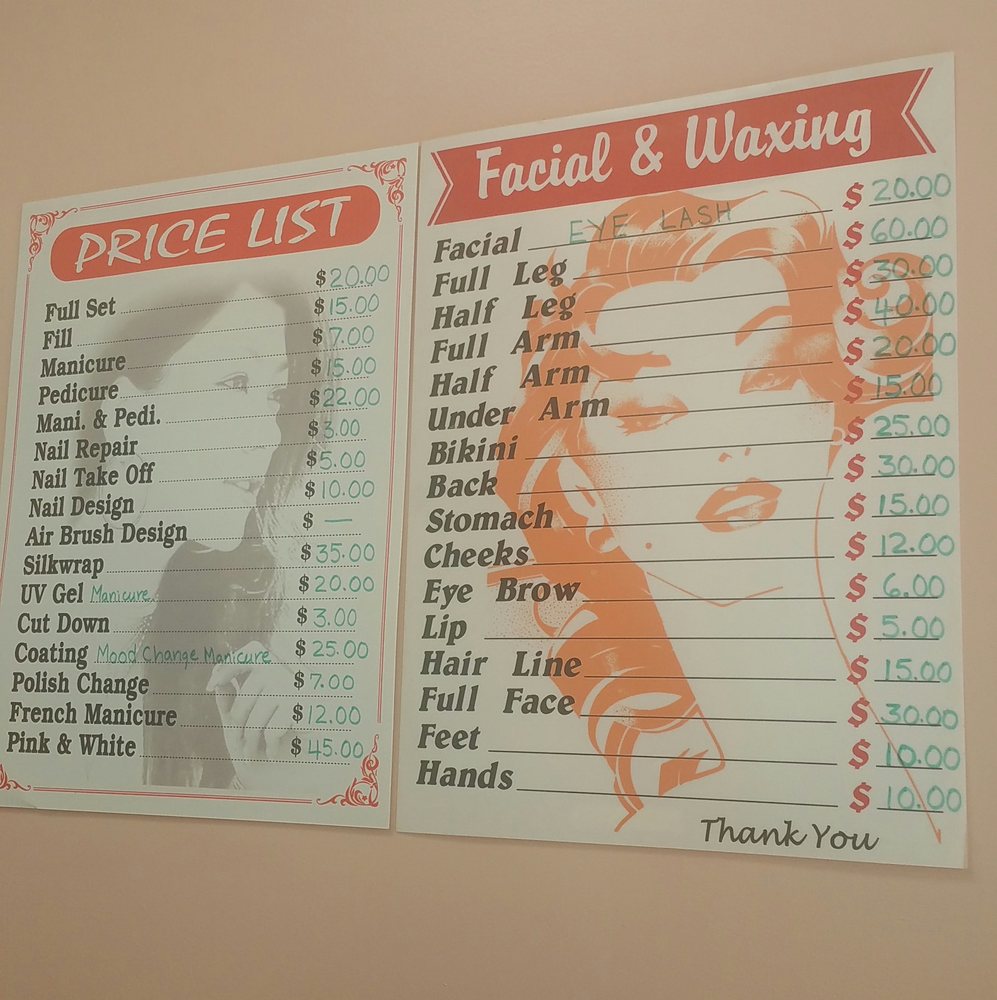 PRICE LIST
Full Set $20.00
Fill $15.00
Manicure $7.00
Pedicure $15.00
Mani. & Pedi. $22.00
Nail Repair $3.00
Nail Take Off $5.00
Nail Design $10.00
Air Brush Design $ —
Silkwrap $35.00
UV Gel Manicure $20.00
Cut Down $3.00
Coating Mood Change Manicure $25.00
Polish Change $7.00
French Manicure $12.00
Pink & White $45.00
Facial & Waxing
Facial EYE LASH $20.00
Full Leg $60.00
Half Leg $30.00
Full Arm $40.00
Half Arm $20.00
Under Arm $15.00
Bikini $25.00
Back $30.00
Stomach $15.00
Cheeks $12.00
Eye Brow $6.00
Lip $5.00
Hair Line $15.00
Full Face $30.00
Feet $10.00
Hands $10.00
Thank You